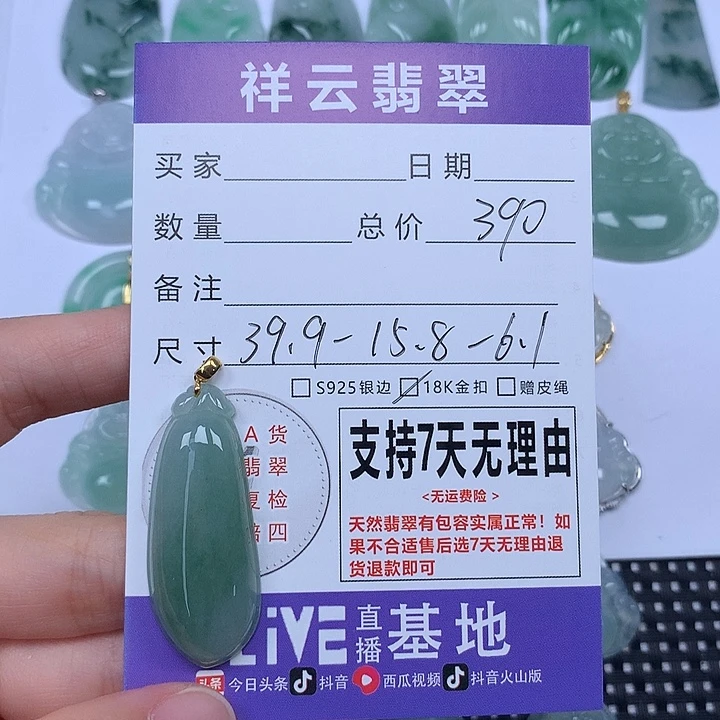 祥云翡翠
买家 日期
数量 总价 390
备注
尺寸 39.9-15.8-6.1
S925银边 18K金扣 赠皮绳
A货
翡翠
复检
赔四
支持7天无理由
<无运费险>
天然翡翠有包容实属正常！如
果不合适售后选7天无理由退
货退款即可
LiVE 直播 基地
头条 今日头条 抖音 西瓜视频 抖音火山版